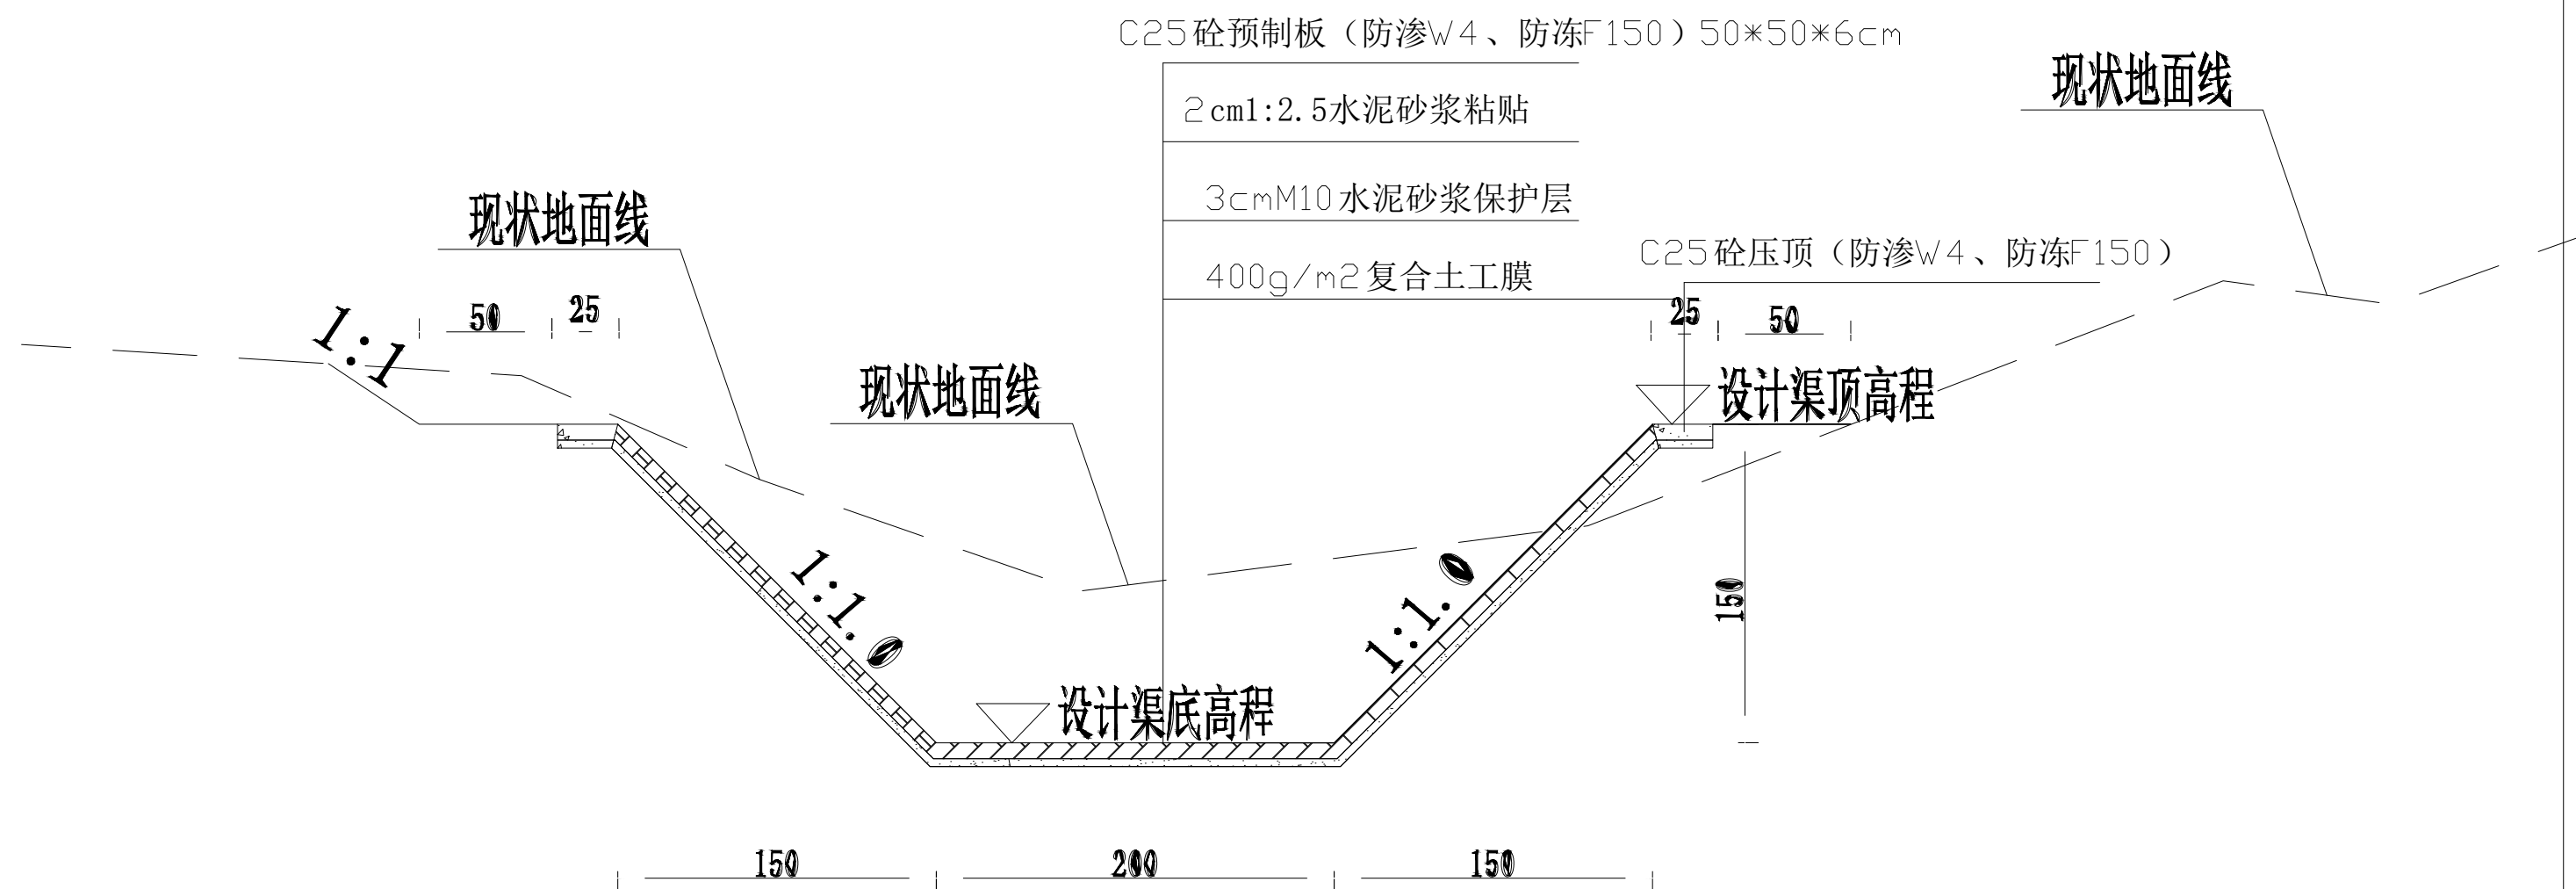 C25砼预制板（防渗W4、防冻F150）50*50*6cm
2cm1:2.5水泥砂浆粘贴
3cmM10水泥砂浆保护层
400g/m2复合土工膜
现状地面线
现状地面线
C25砼压顶（防渗W4、防冻F150）
50
25
25
50
1:1
现状地面线
设计渠顶高程
1:1.0
1:1.0
150
设计渠底高程
150
200
150